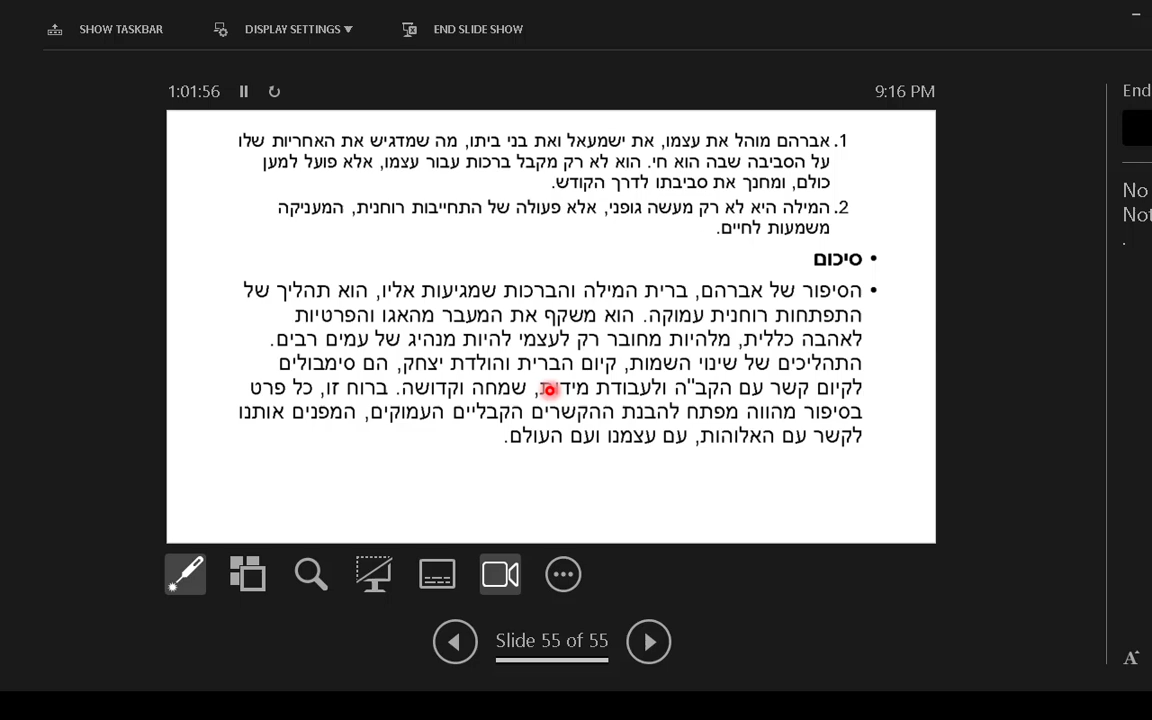 SHOW TASKBAR
DISPLAY SETTINGS ▼
END SLIDE SHOW
1:01:56
9:16 PM
End
1. אברהם מוהל את עצמו, את ישמעאל ואת בני ביתו, מה שמדגיש את האחריות שלו
על הסביבה שבה הוא חי. הוא לא רק מקבל ברכות עבור עצמו, אלא פועל למען
כולם, ומחנך את סביבתו לדרך הקודש.
2. המילה היא לא רק מעשה גופני, אלא פעולה של התחייבות רוחנית, המעניקה
משמעות לחיים.
• סיכום
• הסיפור של אברהם, ברית המילה והברכות שמגיעות אליו, הוא תהליך של
התפתחות רוחנית עמוקה. הוא משקף את המעבר מהאגו והפרטיות
לאהבה כללית, מלהיות מחובר רק לעצמי להיות מנהיג של עמים רבים.
התהליכים של שינוי השמות, קיום הברית והולדת יצחק, הם סימבולים
לקיום קשר עם הקב"ה ולעבודת מידות, שמחה וקדושה. ברוח זו, כל פרט
בסיפור מהווה מפתח להבנת ההקשרים הקבליים העמוקים, המפנים אותנו
לקשר עם האלוהות, עם עצמנו ועם העולם.
No
Not
.
Slide 55 of 55
A